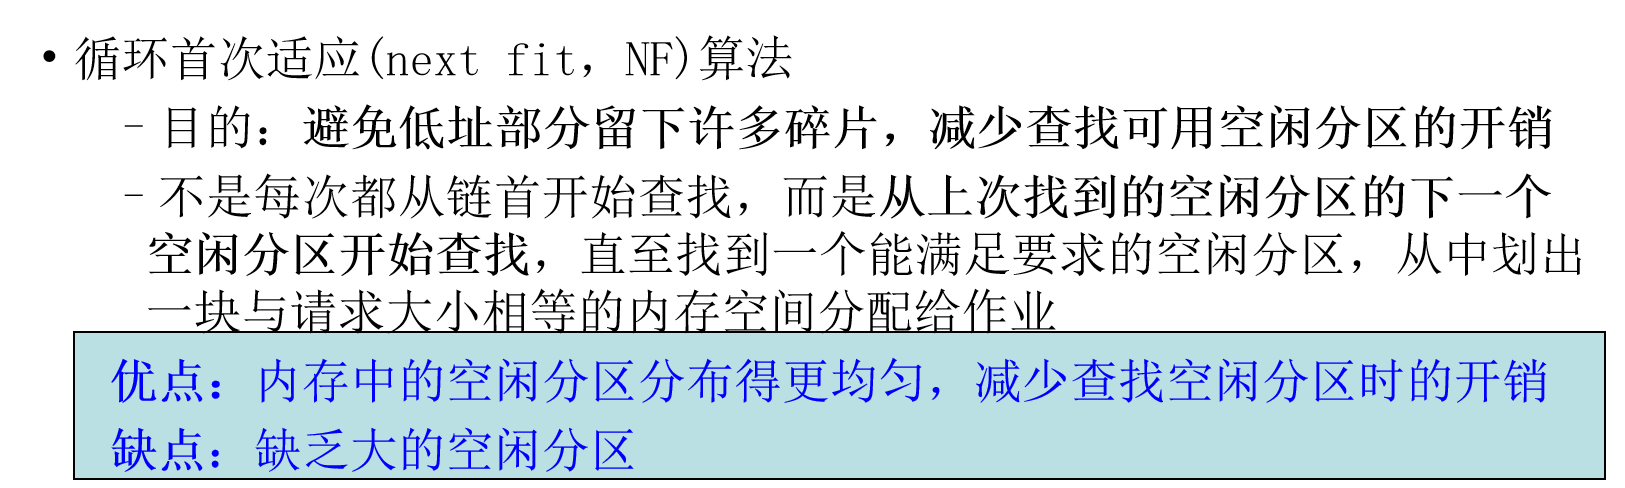 • 循环首次适应(next fit，NF)算法
– 目的：避免低址部分留下许多碎片，减少查找可用空闲分区的开销
– 不是每次都从链首开始查找，而是从上次找到的空闲分区的下一个
空闲分区开始查找，直至找到一个能满足要求的空闲分区，从中划出
一块与请求大小相等的内存空间分配给作业
优点：内存中的空闲分区分布得更均匀，减少查找空闲分区时的开销
缺点：缺乏大的空闲分区